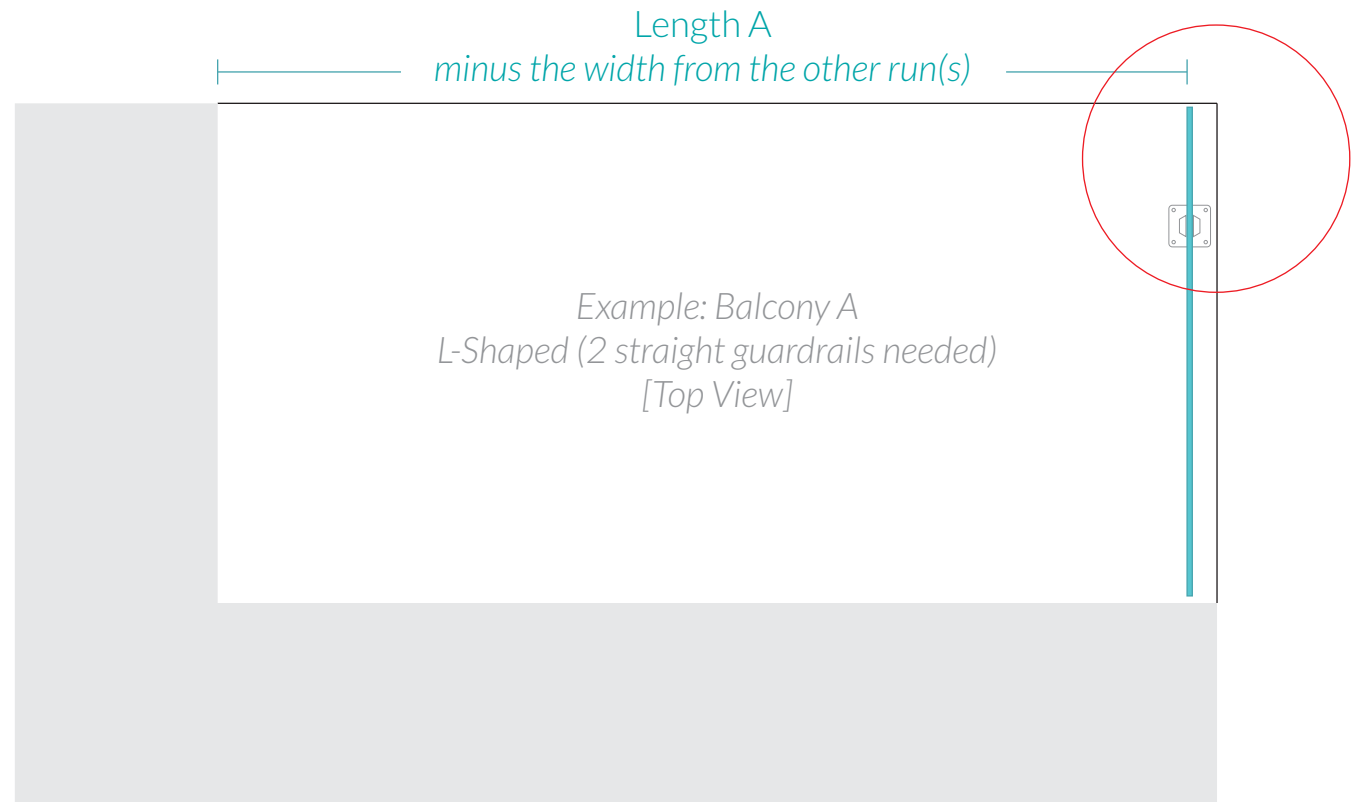 Length A
minus the width from the other run(s)
Example: Balcony A
L-Shaped (2 straight guardrails needed)
[Top View]